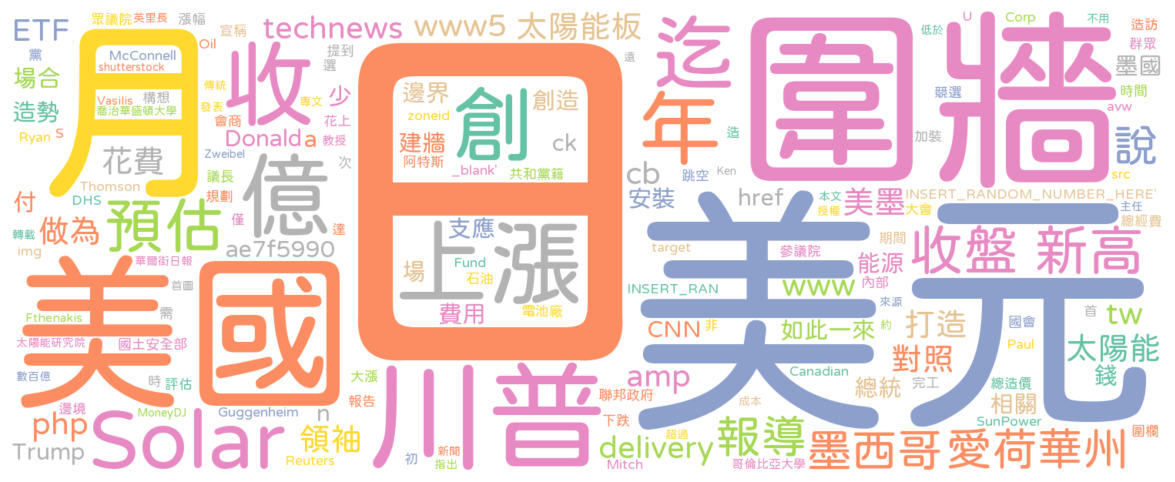 ETF
眾議院
英里長
漲幅
黨
McConnell
shutterstock
Oil
宣稱
提到
選
technews
www5
太陽能板
迄
圍牆
U
Corp
不用
造訪
低於
群眾
墨國
場合
月
收
遠
邊界
創
創造
年
競選
時間
avw
造勢
Vasilis
構想
傳統
喬治華盛頓大學
發表
專文
少
zoneid
Ryan
S
會商
花上
建牆
ck
造
加裝
說
Donald
a
教授
阿特斯
_blank'
共和黨籍
日
花費
Zweibel
億
次
議長
cb
跳空
Ken
src
Thomson
DHS
規劃
安裝
href
本文
授權
美墨
INSERT_RANDOM_NUMBER_HERE'
大會
主任
總經費
付
預估
僅
達
支應
上漲
轉載
做為
img
ae7f5990
場
Fund
石油
target
參議院
期間
收盤
新高
華爾街日報
能源
內部
美國
首圖
費用
電池廠
INSERT_RAN
www
來源
美元
Fthenakis
需
CNN
非
如此一來
約
打造
國會
首
tw
太陽能研究院
國土安全部
對照
Paul
太陽能
數百億
時
評估
川普
大漲
amp
Canadian
總統
完工
總造價
錢
邊境
MoneyDJ
Guggenheim
n
報告
聯邦政府
成本
相關
php
Solar
領袖
下跌
超過
SunPower
圍欄
Trump
Reuters
初
新聞
指出
delivery
Mitch
報導
哥倫比亞大學
墨西哥
愛荷華州